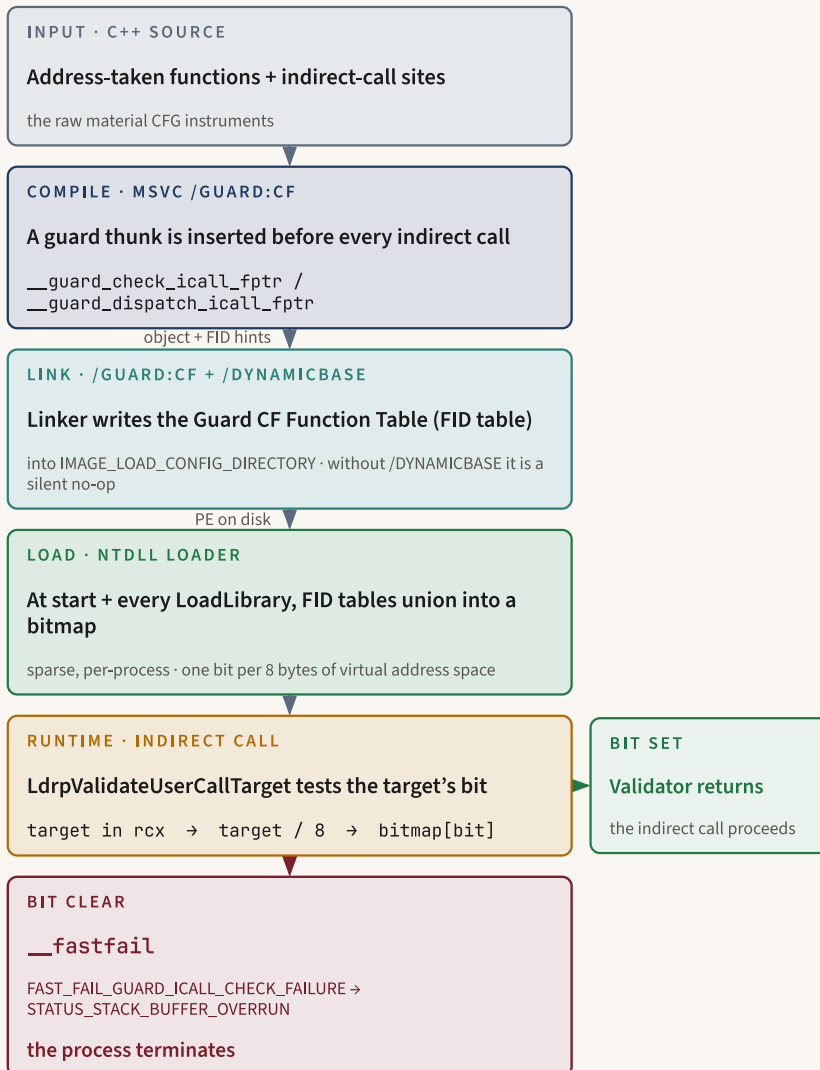 INPUT · C++ SOURCE
Address-taken functions + indirect-call sites
the raw material CFG instruments
COMPILE · MSVC /GUARD:CF
A guard thunk is inserted before every indirect call
__guard_check_icall_fptr /
__guard_dispatch_icall_fptr
object + FID hints
LINK · /GUARD:CF + /DYNAMICBASE
Linker writes the Guard CF Function Table (FID table)
into IMAGE_LOAD_CONFIG_DIRECTORY · without /DYNAMICBASE it is a
silent no-op
PE on disk
LOAD · NTDLL LOADER
At start + every LoadLibrary, FID tables union into a
bitmap
sparse, per-process · one bit per 8 bytes of virtual address space
RUNTIME · INDIRECT CALL
LdrpValidateUserCallTarget tests the target's bit
target in rcx → target / 8 → bitmap[bit]
BIT SET
Validator returns
the indirect call proceeds
BIT CLEAR
__fastfail
FAST_FAIL_GUARD_ICALL_CHECK_FAILURE →
STATUS_STACK_BUFFER_OVERRUN
the process terminates